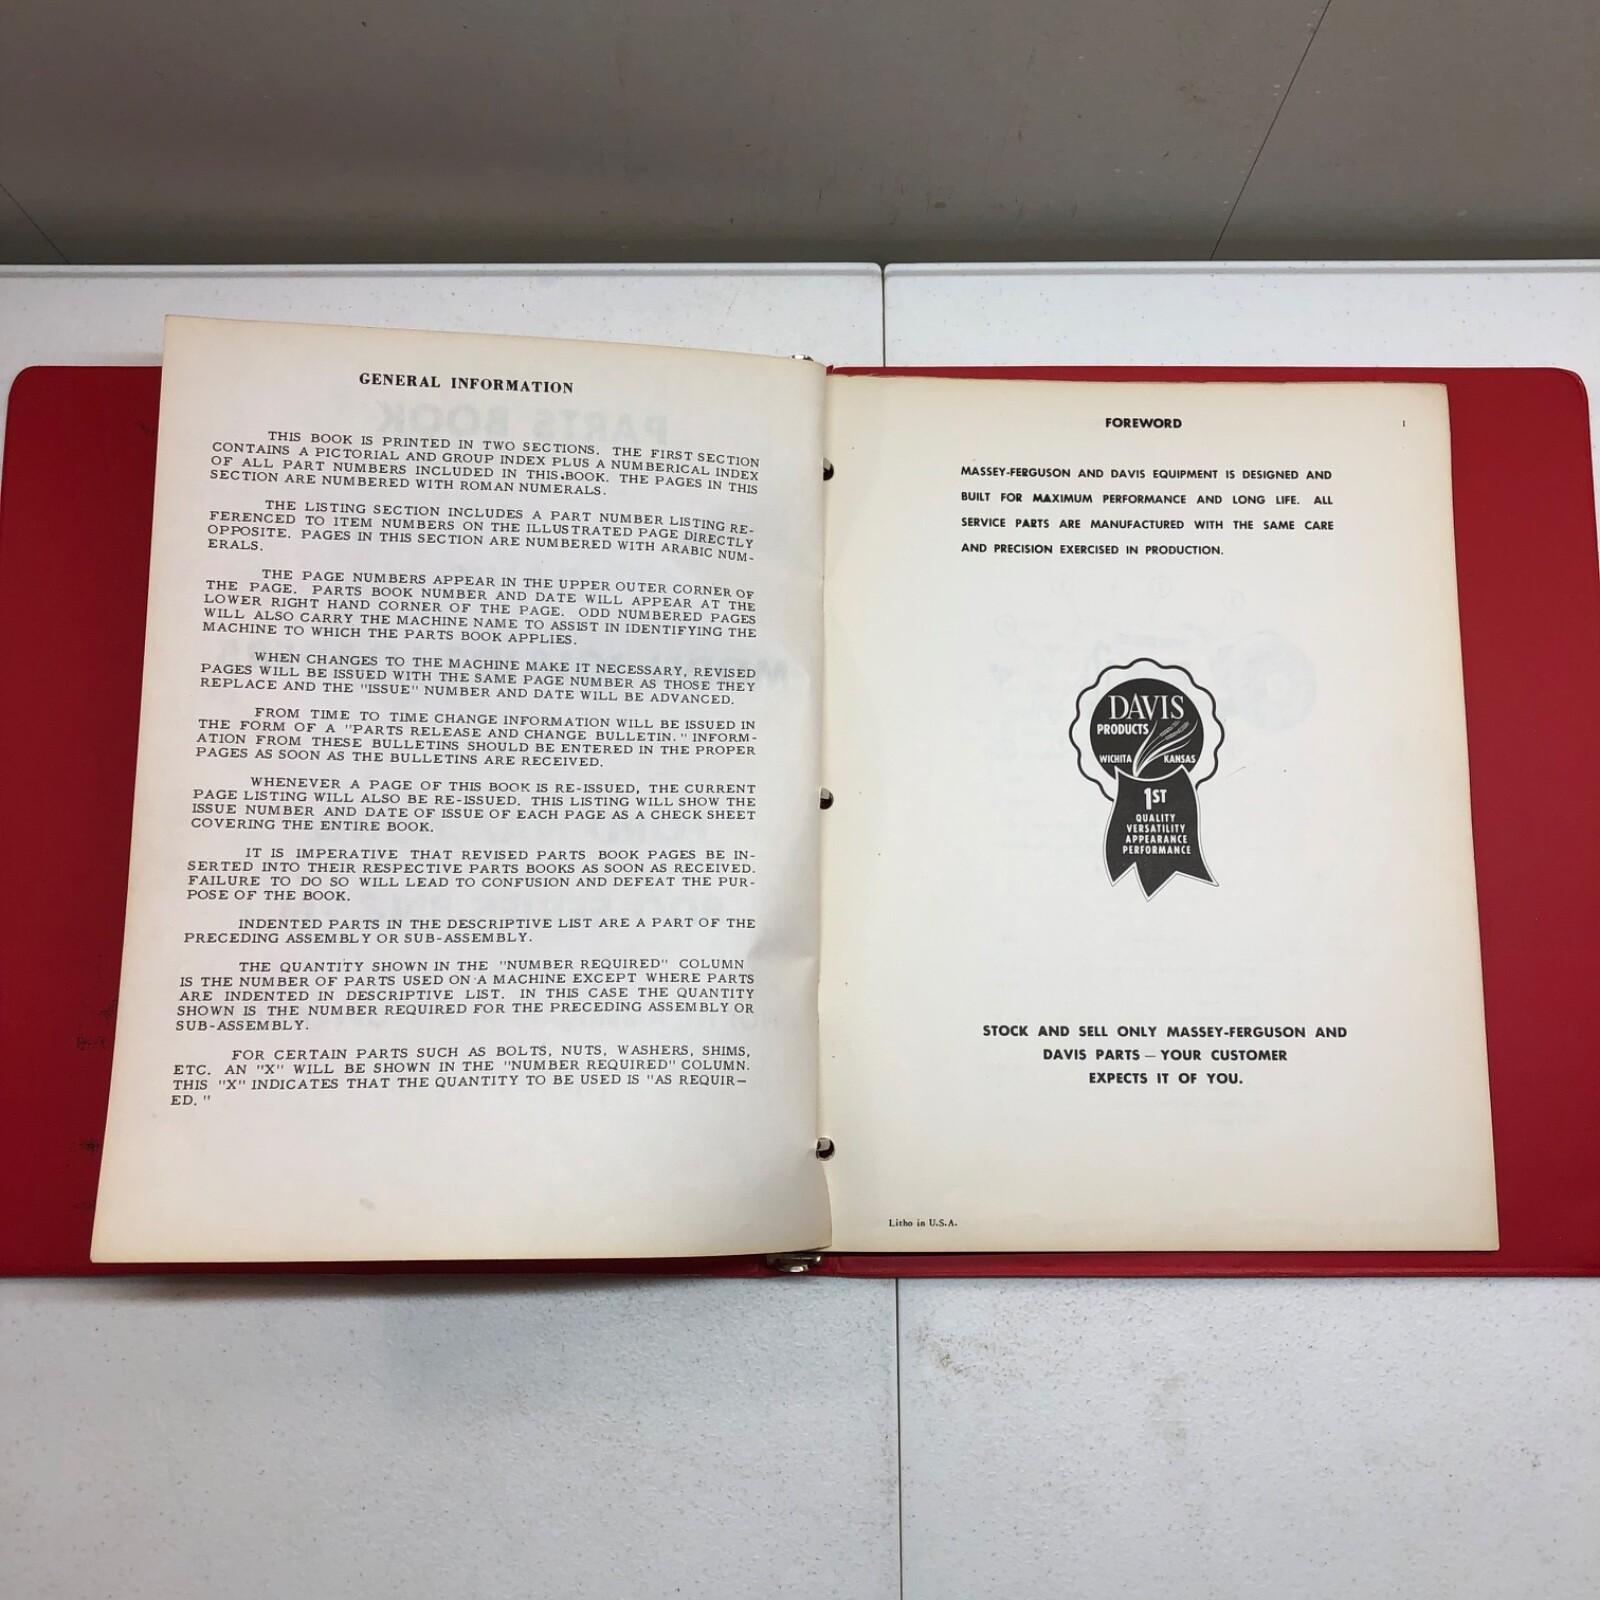 GENERAL INFORMATION
THIS BOOK IS PRINTED IN TWO SECTIONS. THE FIRST SECTION
CONTAINS A PICTORIAL AND GROUP INDEX PLUS A NUMBERICAL INDEX
OF ALL PART NUMBERS INCLUDED IN THIS BOOK. THE PAGES IN THIS
SECTION ARE NUMBERED WITH ROMAN NUMERALS.
THE LISTING SECTION INCLUDES A PART NUMBER LISTING RE-
FERENCED TO ITEM NUMBERS ON THE ILLUSTRATED PAGE DIRECTLY
OPPOSITE. PAGES IN THIS SECTION ARE NUMBERED WITH ARABIC NUM-
ERALS.
THE PAGE NUMBERS APPEAR IN THE UPPER OUTER CORNER OF
THE PAGE. PARTS BOOK NUMBER AND DATE WILL APPEAR AT THE
LOWER RIGHT HAND CORNER OF THE PAGE. ODD NUMBERED PAGES
WILL ALSO CARRY THE MACHINE NAME TO ASSIST IN IDENTIFYING THE
MACHINE TO WHICH THE PARTS BOOK APPLIES.
WHEN CHANGES TO THE MACHINE MAKE IT NECESSARY, REVISED
PAGES WILL BE ISSUED WITH THE SAME PAGE NUMBER AS THOSE THEY
REPLACE AND THE "ISSUE" NUMBER AND DATE WILL BE ADVANCED.
FROM TIME TO TIME CHANGE INFORMATION WILL BE ISSUED IN
THE FORM OF A "PARTS RELEASE AND CHANGE BULLETIN." INFORM-
ATION FROM THESE BULLETINS SHOULD BE ENTERED IN THE PROPER
PAGES AS SOON AS THE BULLETINS ARE RECEIVED.
WHENEVER A PAGE OF THIS BOOK IS RE-ISSUED, THE CURRENT
PAGE LISTING WILL ALSO BE RE-ISSUED. THIS LISTING WILL SHOW THE
ISSUE NUMBER AND DATE OF ISSUE OF EACH PAGE AS A CHECK SHEET
COVERING THE ENTIRE BOOK.
IT IS IMPERATIVE THAT REVISED PARTS BOOK PAGES BE IN-
SERTED INTO THEIR RESPECTIVE PARTS BOOKS AS SOON AS RECEIVED.
FAILURE TO DO SO WILL LEAD TO CONFUSION AND DEFEAT THE PUR-
POSE OF THE BOOK.
INDENTED PARTS IN THE DESCRIPTIVE LIST ARE A PART OF THE
PRECEDING ASSEMBLY OR SUB-ASSEMBLY.
THE QUANTITY SHOWN IN THE "NUMBER REQUIRED" COLUMN
IS THE NUMBER OF PARTS USED ON A MACHINE EXCEPT WHERE PARTS
ARE INDENTED IN DESCRIPTIVE LIST. IN THIS CASE THE QUANTITY
SHOWN IS THE NUMBER REQUIRED FOR THE PRECEDING ASSEMBLY OR
SUB-ASSEMBLY.
FOR CERTAIN PARTS SUCH AS BOLTS, NUTS, WASHERS, SHIMS,
ETC. AN "X" WILL BE SHOWN IN THE "NUMBER REQUIRED" COLUMN.
THIS "X" INDICATES THAT THE QUANTITY TO BE USED IS "AS REQUIR-
ED."
FOREWORD
1
MASSEY-FERGUSON AND DAVIS EQUIPMENT IS DESIGNED AND
BUILT FOR MAXIMUM PERFORMANCE AND LONG LIFE. ALL
SERVICE PARTS ARE MANUFACTURED WITH THE SAME CARE
AND PRECISION EXERCISED IN PRODUCTION.
DAVIS
PRODUCTS
WICHITA KANSAS
1ST
QUALITY
VERSATILITY
APPEARANCE
PERFORMANCE
STOCK AND SELL ONLY MASSEY-FERGUSON AND
DAVIS PARTS — YOUR CUSTOMER
EXPECTS IT OF YOU.
Litho in U.S.A.